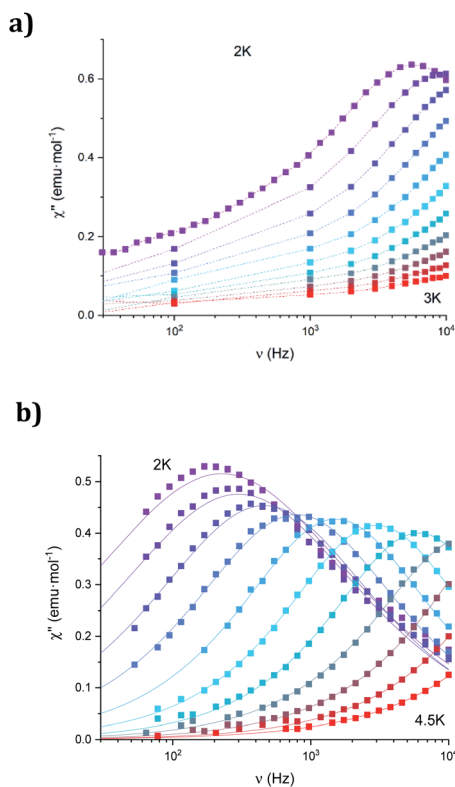 a)
2K
0.6
0.4
0.2
0.0
χ'' (emu·mol⁻¹)
3K
10² 10³ 10⁴
ν (Hz)
b)
2K
0.5
0.4
0.3
0.2
0.1
0.0
χ'' (emu·mol⁻¹)
4.5K
10² 10³ 10⁴
ν (Hz)